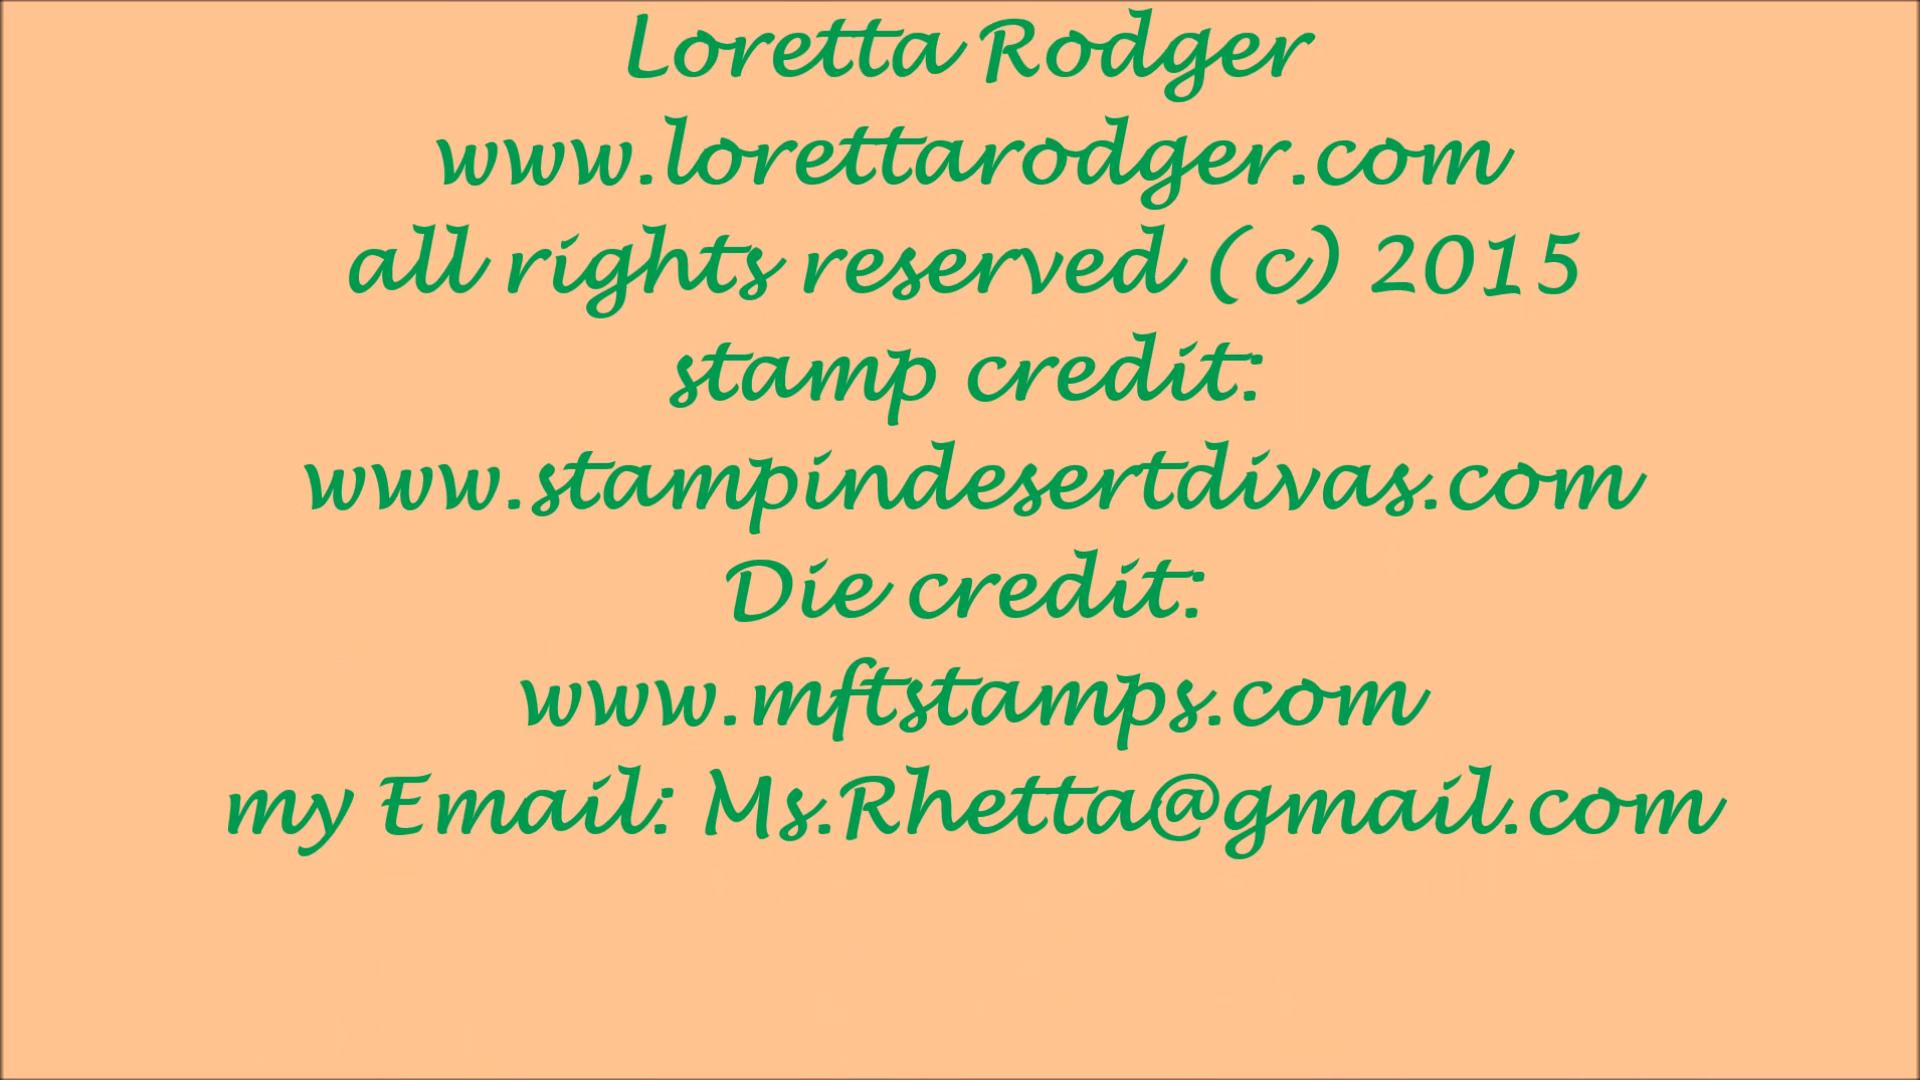 Loretta Rodger
www.lorettarodger.com
all rights reserved (c) 2015
stamp credit:
www.stampindesertdivas.com
Die credit:
www.mftstamps.com
my Email: Ms.Rhetta@gmail.com